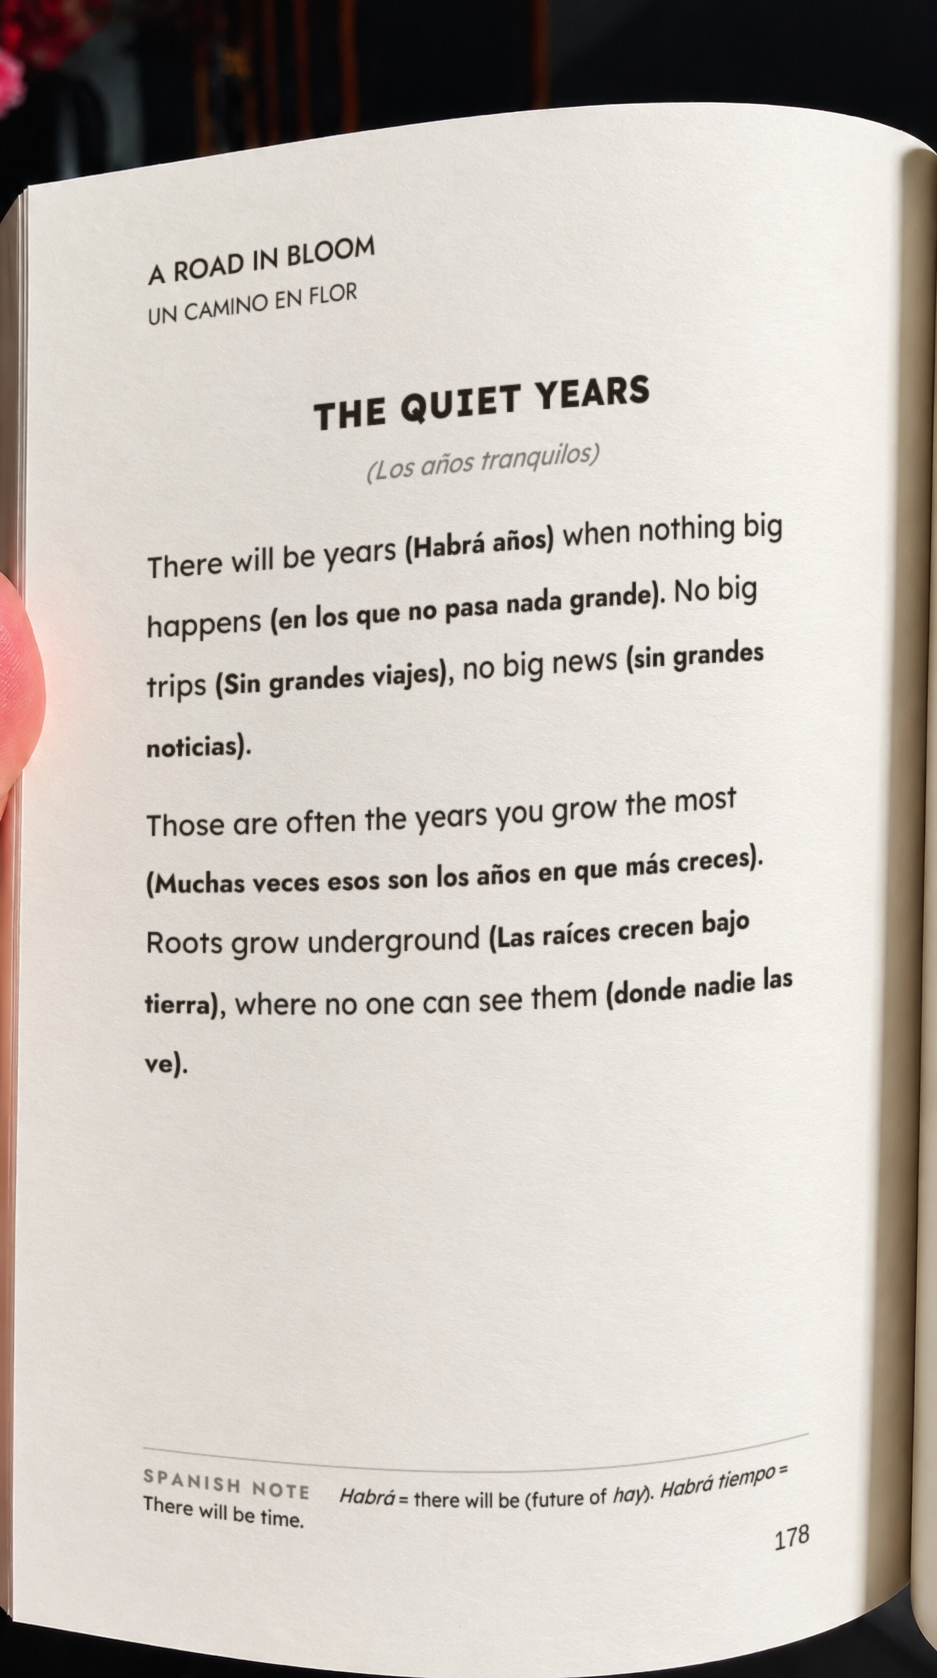 A ROAD IN BLOOM
UN CAMINO EN FLOR
THE QUIET YEARS
(Los años tranquilos)
There will be years (Habrá años) when nothing big
happens (en los que no pasa nada grande). No big
trips (Sin grandes viajes), no big news (sin grandes
noticias).
Those are often the years you grow the most
(Muchas veces esos son los años en que más creces).
Roots grow underground (Las raíces crecen bajo
tierra), where no one can see them (donde nadie las
ve).
SPANISH NOTE Habrá = there will be (future of hay). Habrá tiempo =
There will be time.
178